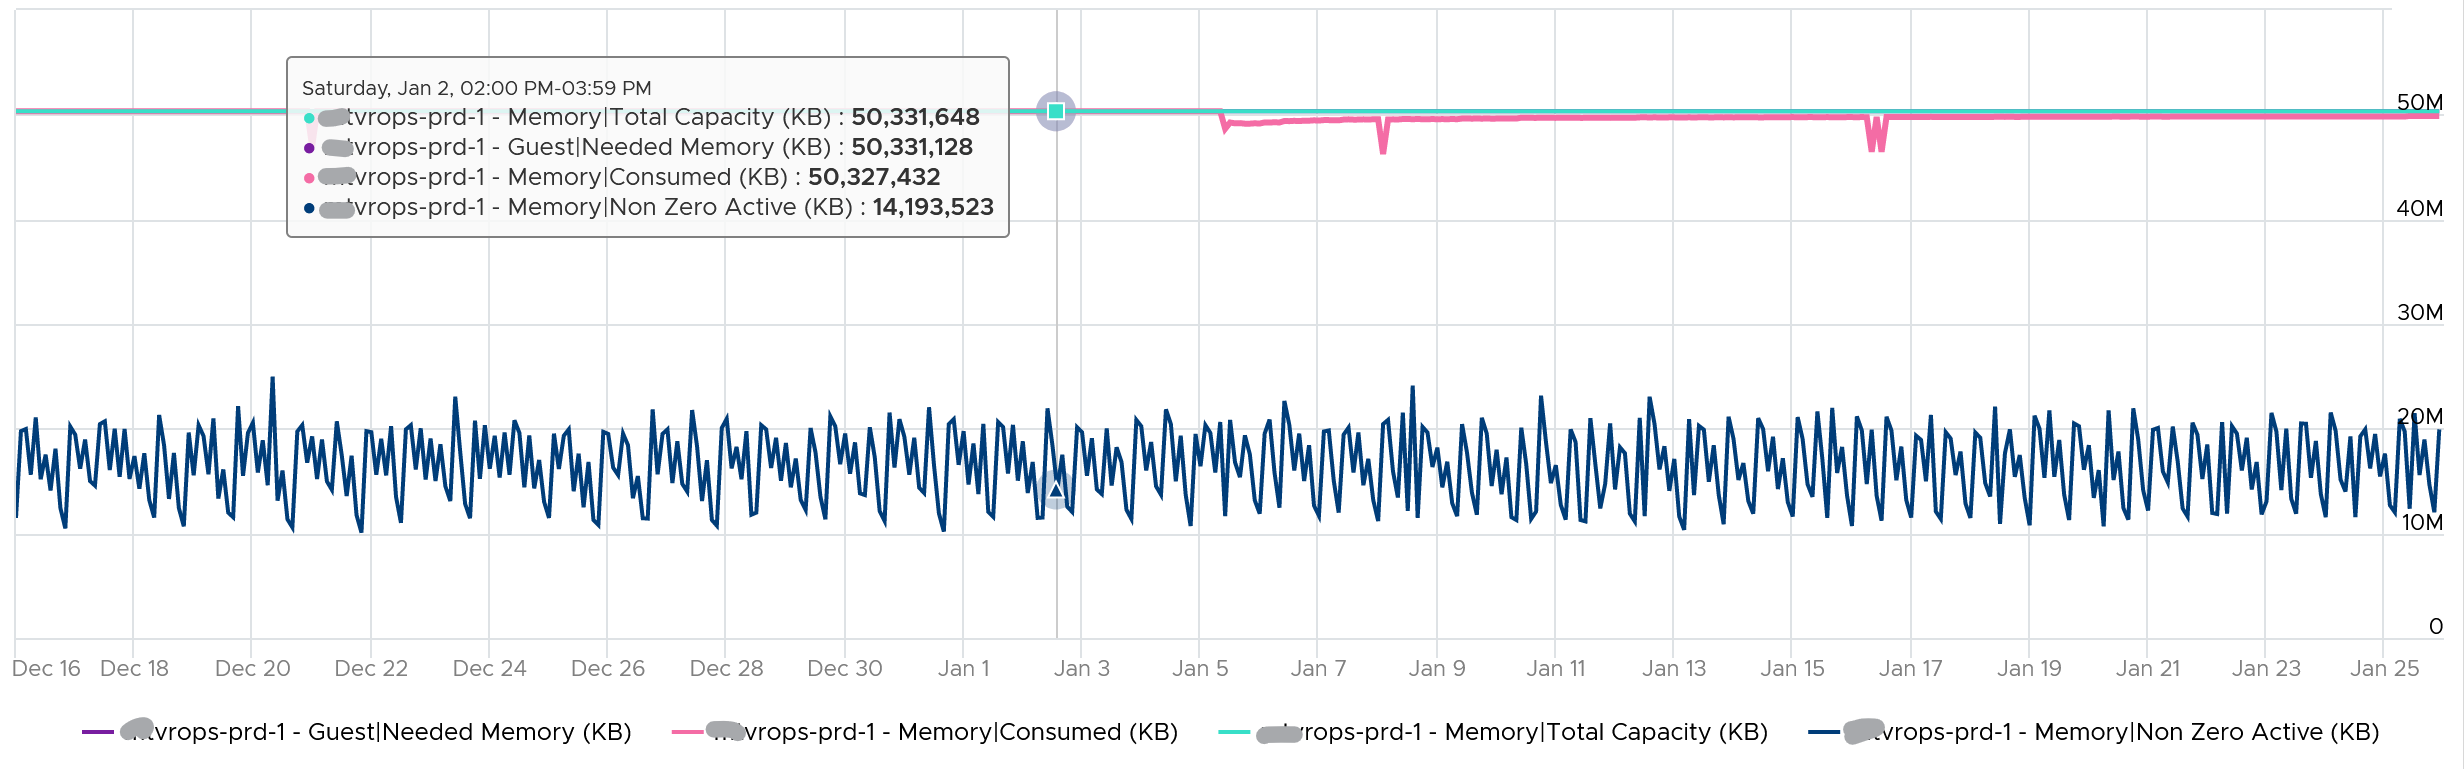 Saturday, Jan 2, 02:00 PM-03:59 PM
tvrops-prd-1 - Memory|Total Capacity (KB) : 50,331,648
tvrops-prd-1 - Guest|Needed Memory (KB) : 50,331,128
tvrops-prd-1 - Memory|Consumed (KB) : 50,327,432
tvrops-prd-1 - Memory|Non Zero Active (KB) : 14,193,523
50M
40M
30M
20M
10M
0
Dec 16 Dec 18 Dec 20 Dec 22 Dec 24 Dec 26 Dec 28 Dec 30 Jan 1 Jan 3 Jan 5 Jan 7 Jan 9 Jan 11 Jan 13 Jan 15 Jan 17 Jan 19 Jan 21 Jan 23 Jan 25
tvrops-prd-1 - Guest|Needed Memory (KB) vrops-prd-1 - Memory|Consumed (KB) vrops-prd-1 - Memory|Total Capacity (KB) tvrops-prd-1 - Memory|Non Zero Active (KB)